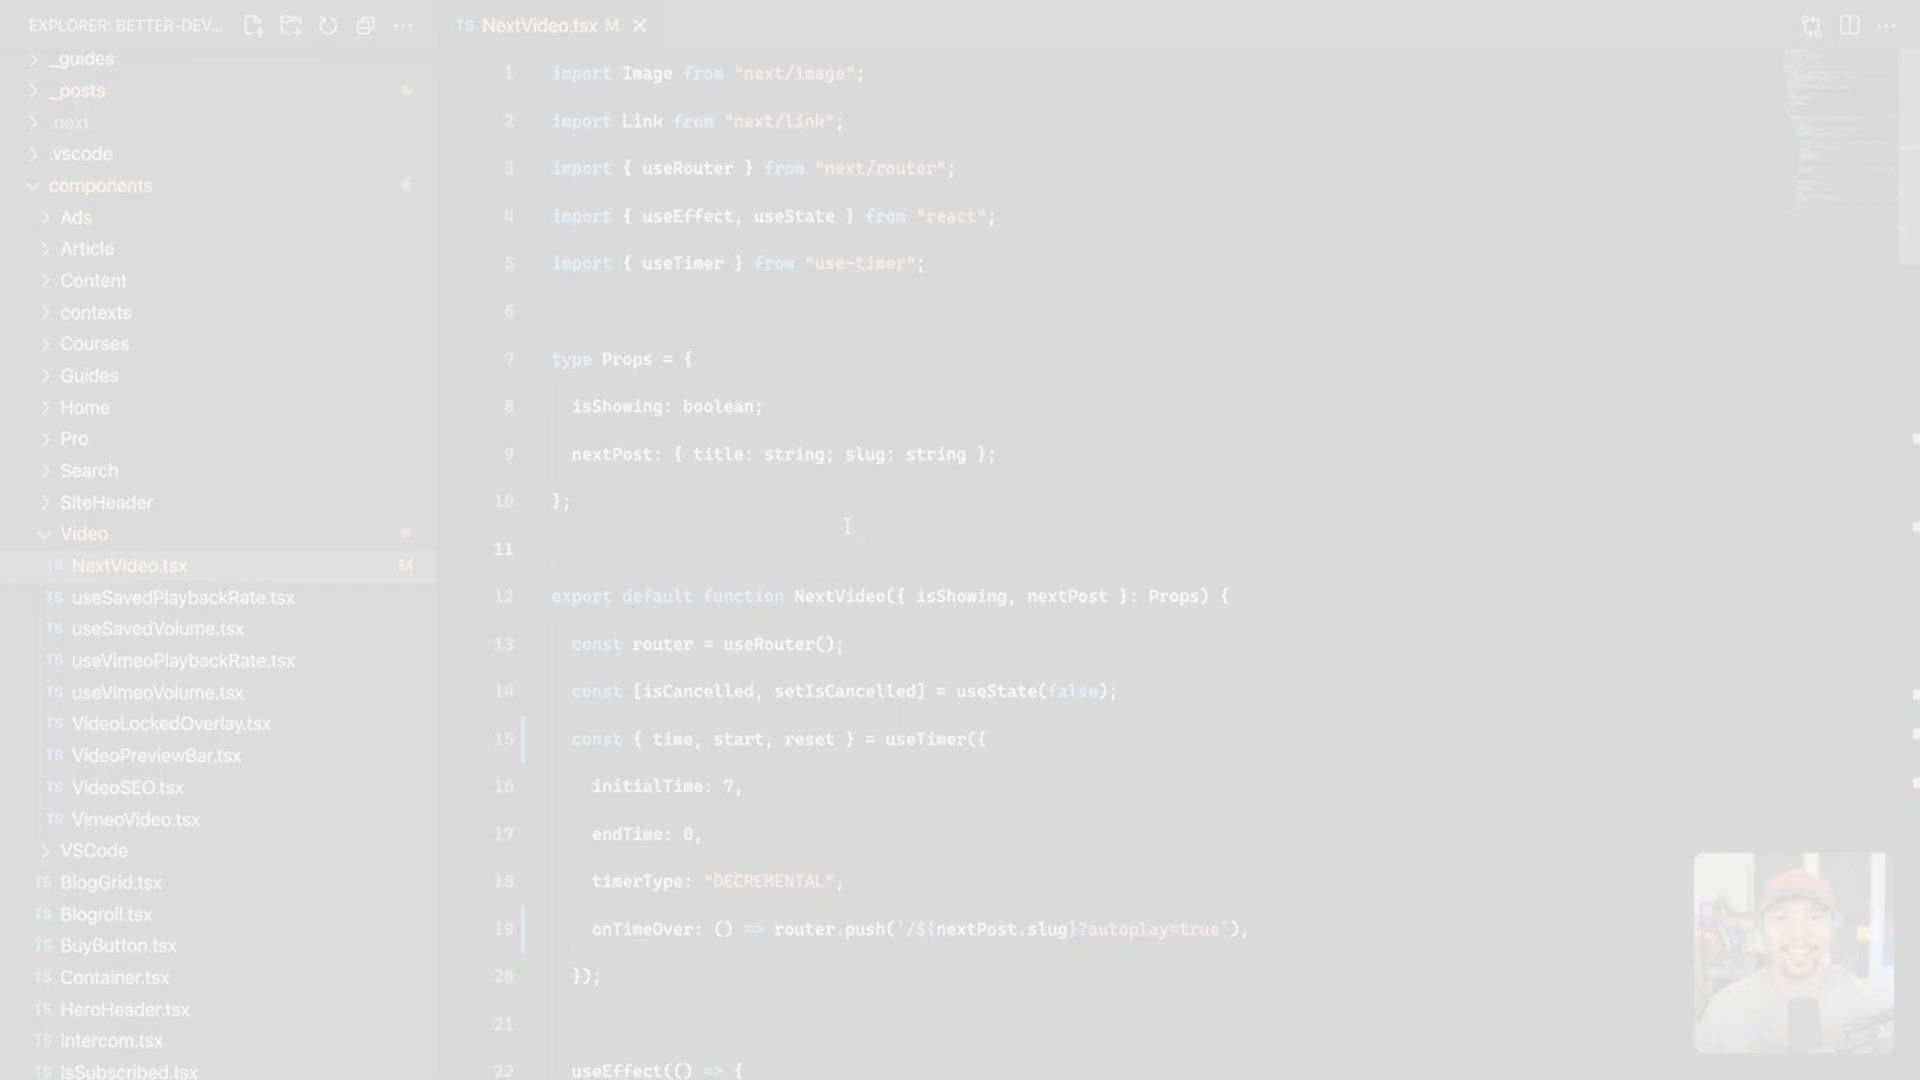 EXPLORER: BETTER-DEV...
_guides
_posts
.next
.vscode
components
Ads
Article
Content
contexts
Courses
Guides
Home
Pro
Search
SiteHeader
Video
TS NextVideo.tsx M
TS useSavedPlaybackRate.tsx
TS useSavedVolume.tsx
TS useVimeoPlaybackRate.tsx
TS useVimeoVolume.tsx
TS VideoLockedOverlay.tsx
TS VideoPreviewBar.tsx
TS VideoSEO.tsx
TS VimeoVideo.tsx
VSCode
TS BlogGrid.tsx
TS Blogroll.tsx
TS BuyButton.tsx
TS Container.tsx
TS HeroHeader.tsx
TS Intercom.tsx
TS IsSubscribed.tsx
TS NextVideo.tsx M
1 import Image from "next/image";
2 import Link from "next/link";
3 import { useRouter } from "next/router";
4 import { useEffect, useState } from "react";
5 import { useTimer } from "use-timer";
6
7 type Props = {
8 isShowing: boolean;
9 nextPost: { title: string; slug: string };
10 };
11
12 export default function NextVideo({ isShowing, nextPost }: Props) {
13 const router = useRouter();
14 const [isCancelled, setIsCancelled] = useState(false);
15 const { time, start, reset } = useTimer({
16 initialTime: 7,
17 endTime: 0,
18 timerType: "DECREMENTAL",
19 onTimeOver: () => router.push(`/${nextPost.slug}?autoplay=true`),
20 });
21
22 useEffect(() => {